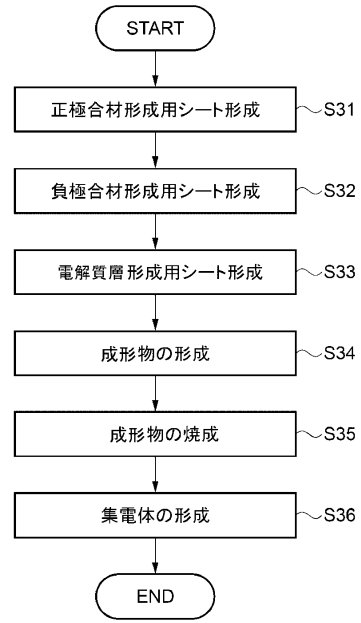 START
正極合材形成用シート形成 S31
負極合材形成用シート形成 S32
電解質層形成用シート形成 S33
成形物の形成 S34
成形物の焼成 S35
集電体の形成 S36
END